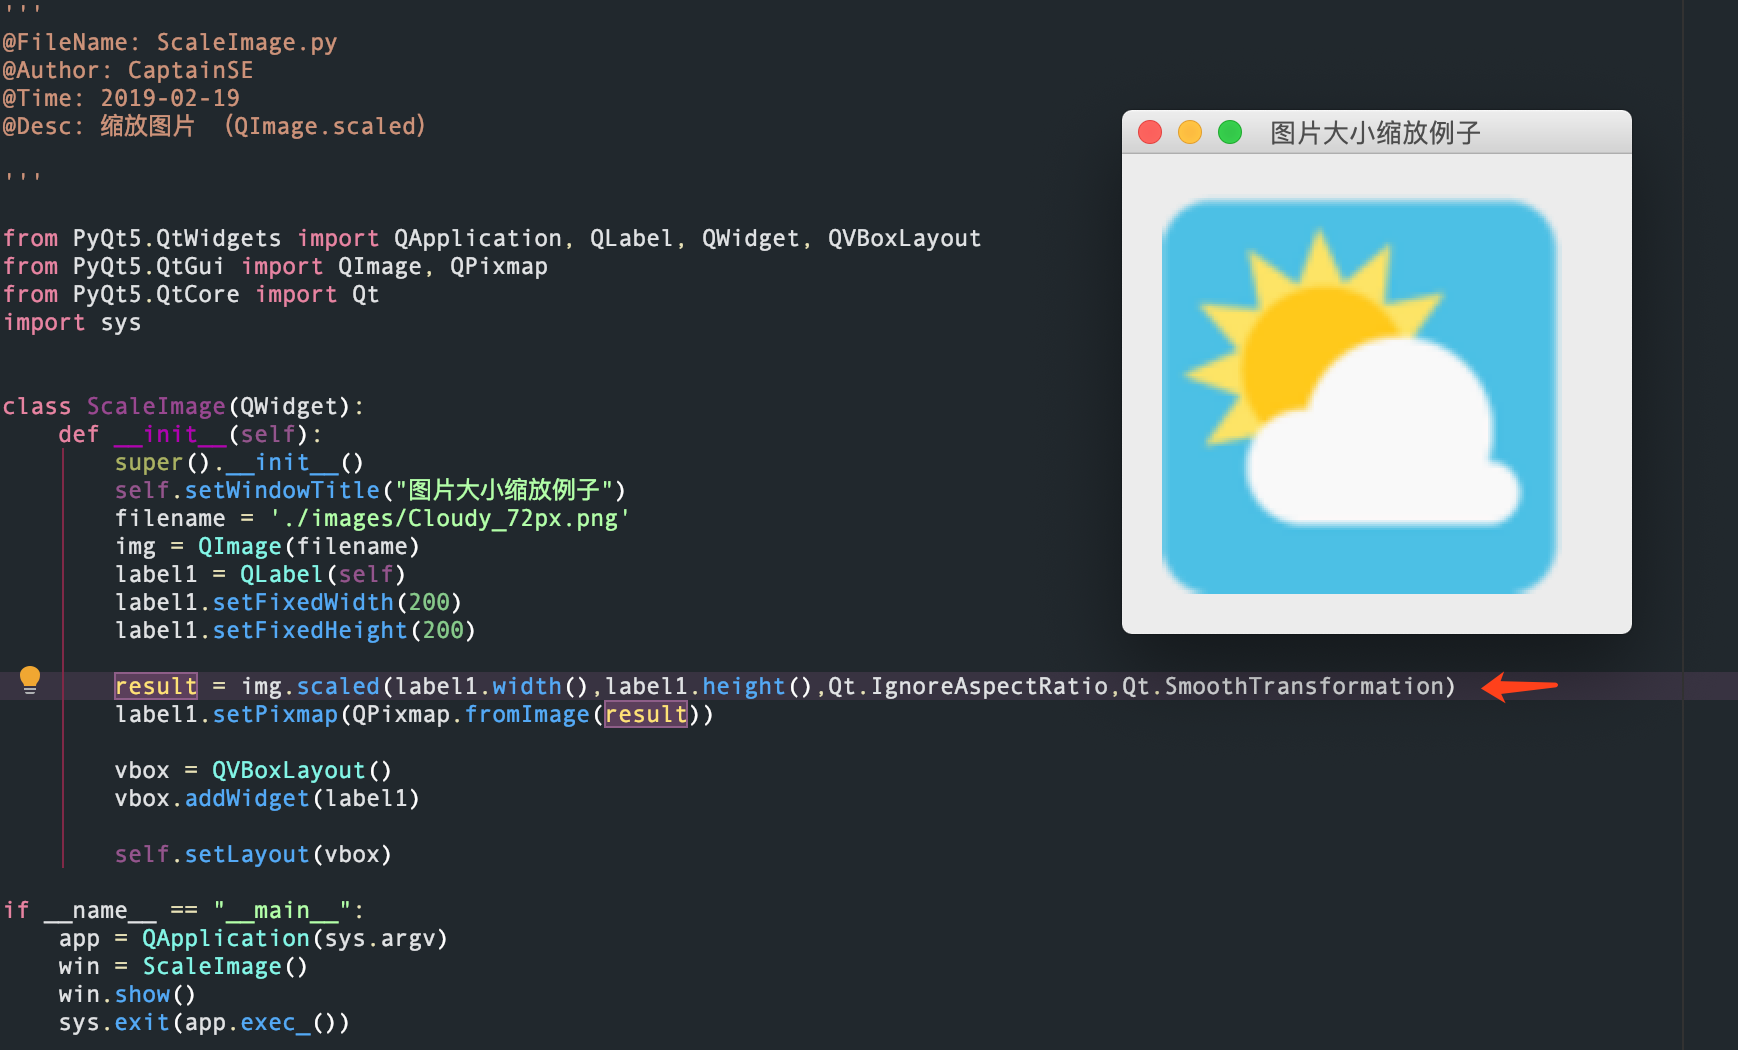 '''
@FileName: ScaleImage.py
@Author: CaptainSE
@Time: 2019-02-19
@Desc: 缩放图片 （QImage.scaled）
'''
from PyQt5.QtWidgets import QApplication, QLabel, QWidget, QVBoxLayout
from PyQt5.QtGui import QImage, QPixmap
from PyQt5.QtCore import Qt
import sys
class ScaleImage(QWidget):
    def __init__(self):
        super().__init__()
        self.setWindowTitle("图片大小缩放例子")
        filename = './images/Cloudy_72px.png'
        img = QImage(filename)
        label1 = QLabel(self)
        label1.setFixedWidth(200)
        label1.setFixedHeight(200)
        result = img.scaled(label1.width(),label1.height(),Qt.IgnoreAspectRatio,Qt.SmoothTransformation)
        label1.setPixmap(QPixmap.fromImage(result))
        vbox = QVBoxLayout()
        vbox.addWidget(label1)
        self.setLayout(vbox)
if __name__ == "__main__":
    app = QApplication(sys.argv)
    win = ScaleImage()
    win.show()
    sys.exit(app.exec_())
图片大小缩放例子